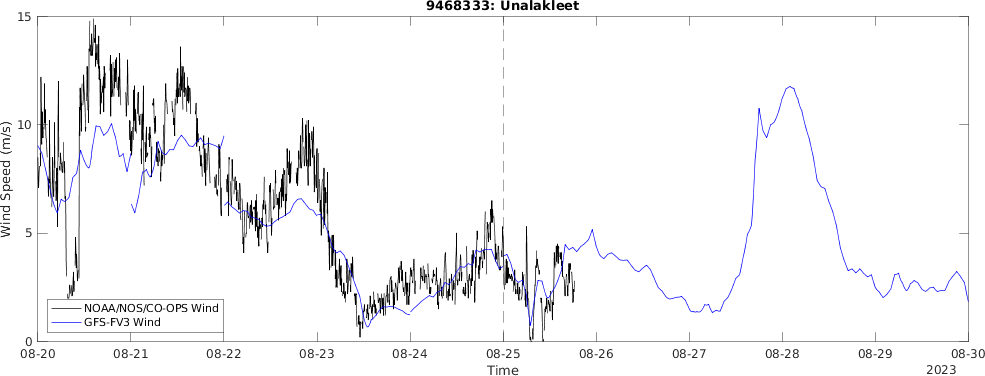 9468333: Unalakleet
15
10
5
0
Wind Speed (m/s)
NOAA/NOS/CO-OPS Wind
GFS-FV3 Wind
08-20 08-21 08-22 08-23 08-24 08-25 08-26 08-27 08-28 08-29 08-30
Time
2023